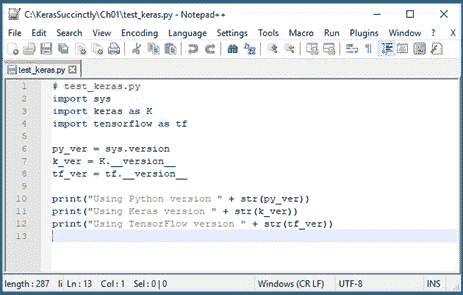 C:\KerasSuccinctly\Ch01\test_keras.py - Notepad++
File Edit Search View Encoding Language Settings Tools Macro Run Plugins Window ? X
test_keras.py
1 # test_keras.py
2 import sys
3 import keras as K
4 import tensorflow as tf
5
6 py_ver = sys.version
7 k_ver = K.__version__
8 tf_ver = tf.__version__
9
10 print("Using Python version " + str(py_ver))
11 print("Using Keras version " + str(k_ver))
12 print("Using TensorFlow version " + str(tf_ver))
13
length : 287 li Ln : 13 Col : 1 Sel : 0 | 0 Windows (CR LF) UTF-8 INS